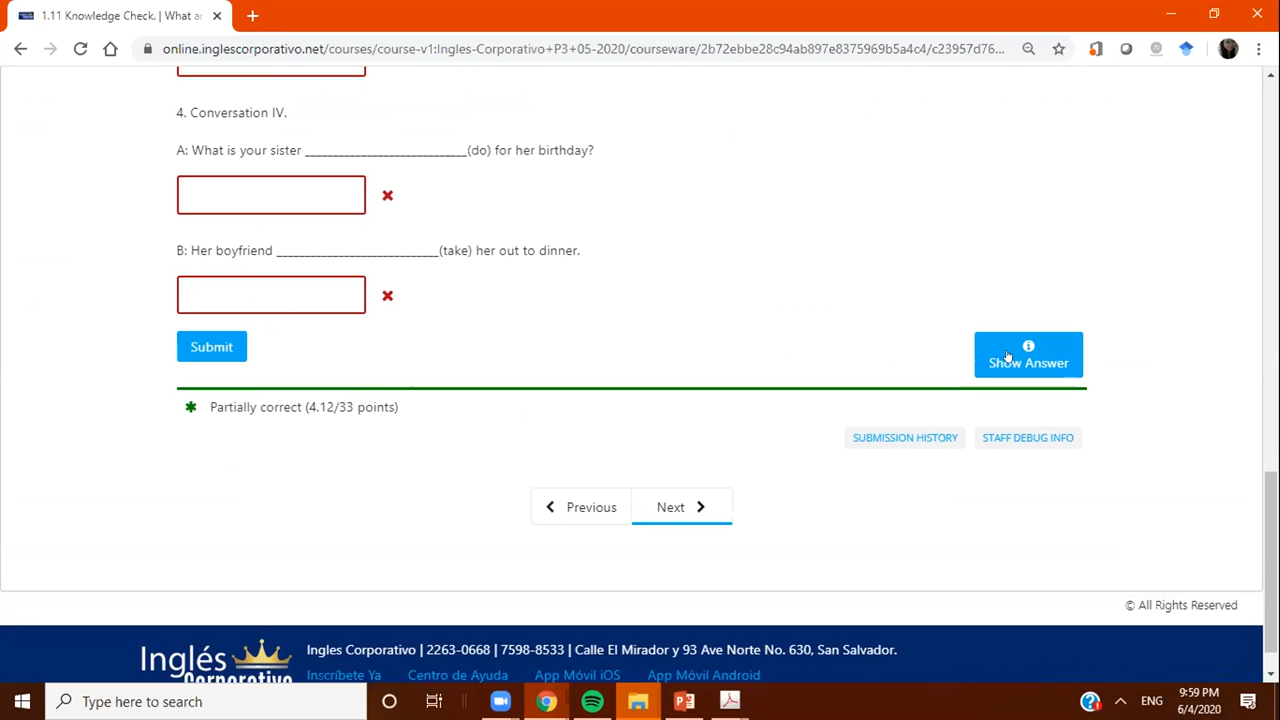 1.11 Knowledge Check. | What a
online.inglescorporativo.net/courses/course-v1:Ingles-Corporativo+P3+05-2020/courseware/2b72ebbe28c94ab897e8375969b5a4c4/c23957d76...
4. Conversation IV.
A: What is your sister ___________________________(do) for her birthday?
B: Her boyfriend ___________________________(take) her out to dinner.
Submit
Show Answer
Partially correct (4.12/33 points)
SUBMISSION HISTORY
STAFF DEBUG INFO
Previous
Next
© All Rights Reserved
Inglés Corporativo
Ingles Corporativo | 2263-0668 | 7598-8533 | Calle El Mirador y 93 Ave Norte No. 630, San Salvador.
Inscríbete Ya
Centro de Ayuda
App Móvil iOS
App Móvil Android
Type here to search
ENG
9:59 PM
6/4/2020